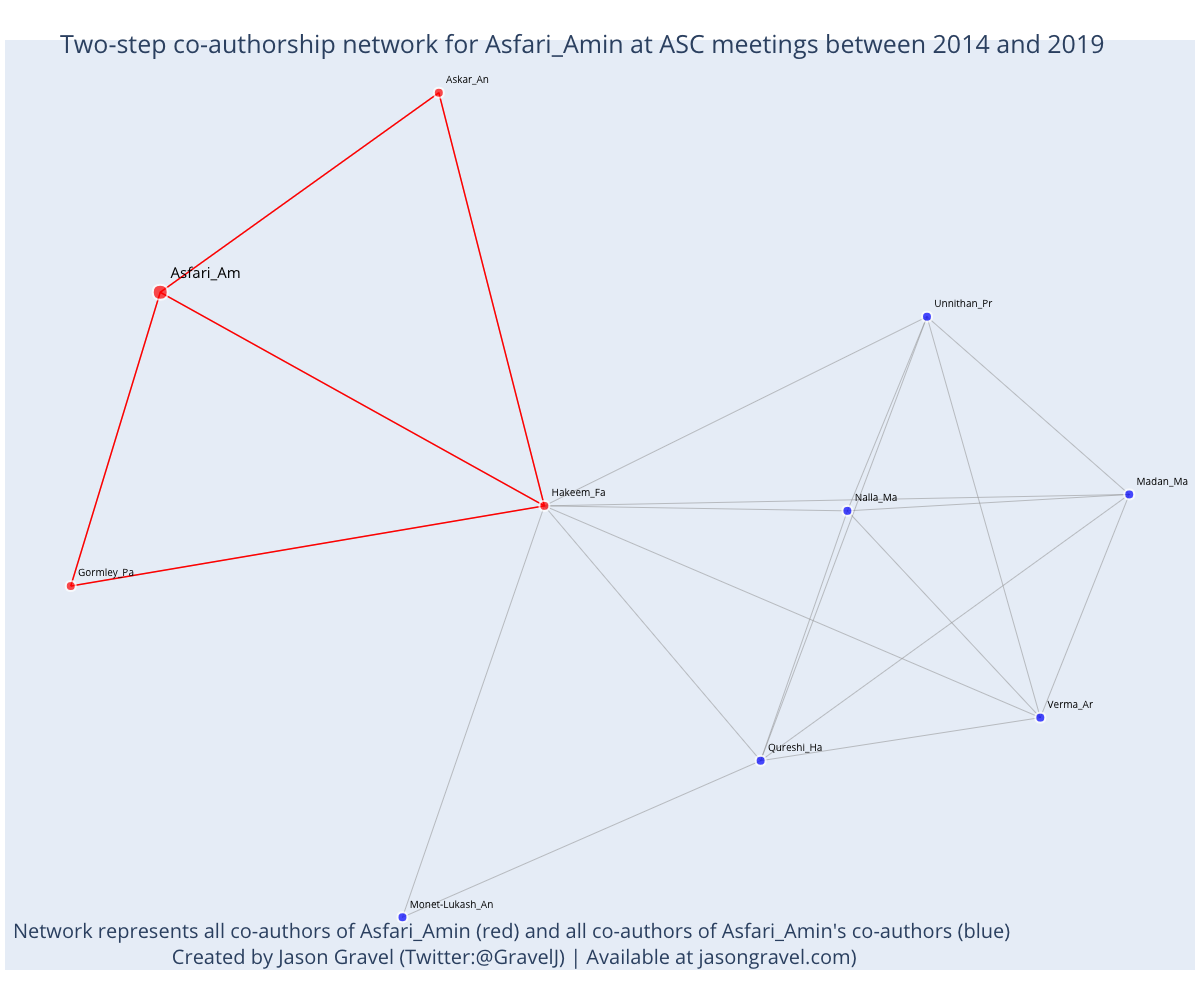 Two-step co-authorship network for Asfari_Amin at ASC meetings between 2014 and 2019
Askar_An
Asfari_Am
Unnithan_Pr
Madan_Ma
Hakeem_Fa
Nalla_Ma
Gormley_Pa
Verma_Ar
Qureshi_Ha
Monet-Lukash_An
Network represents all co-authors of Asfari_Amin (red) and all co-authors of Asfari_Amin's co-authors (blue)
Created by Jason Gravel (Twitter:@GravelJ) | Available at jasongravel.com)